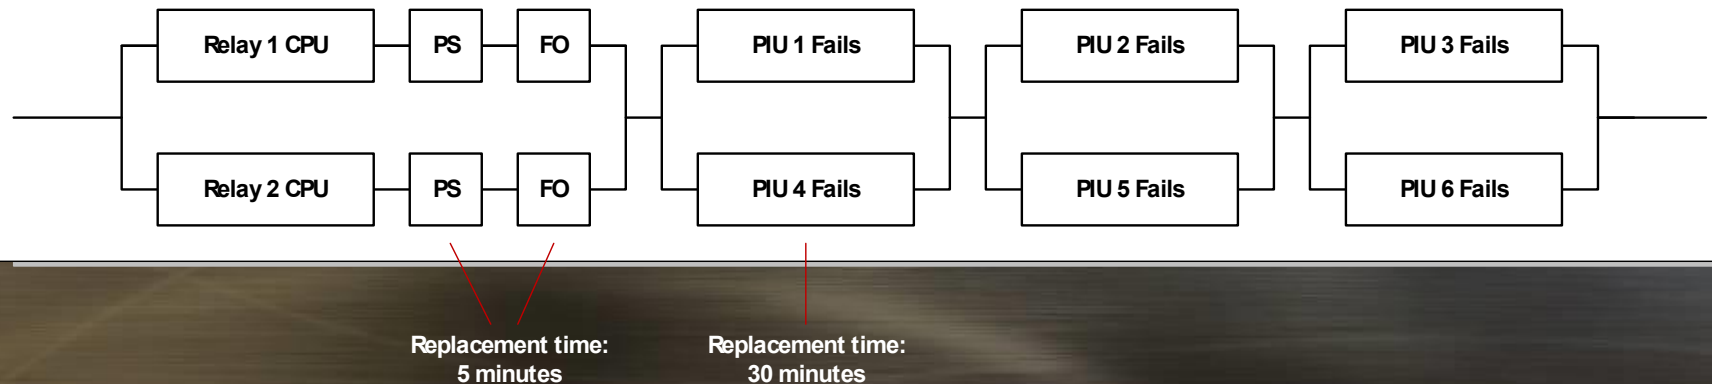 Relay 1 CPU PS FO PIU 1 Fails PIU 2 Fails PIU 3 Fails
Relay 2 CPU PS FO PIU 4 Fails PIU 5 Fails PIU 6 Fails
Replacement time:
5 minutes
Replacement time:
30 minutes